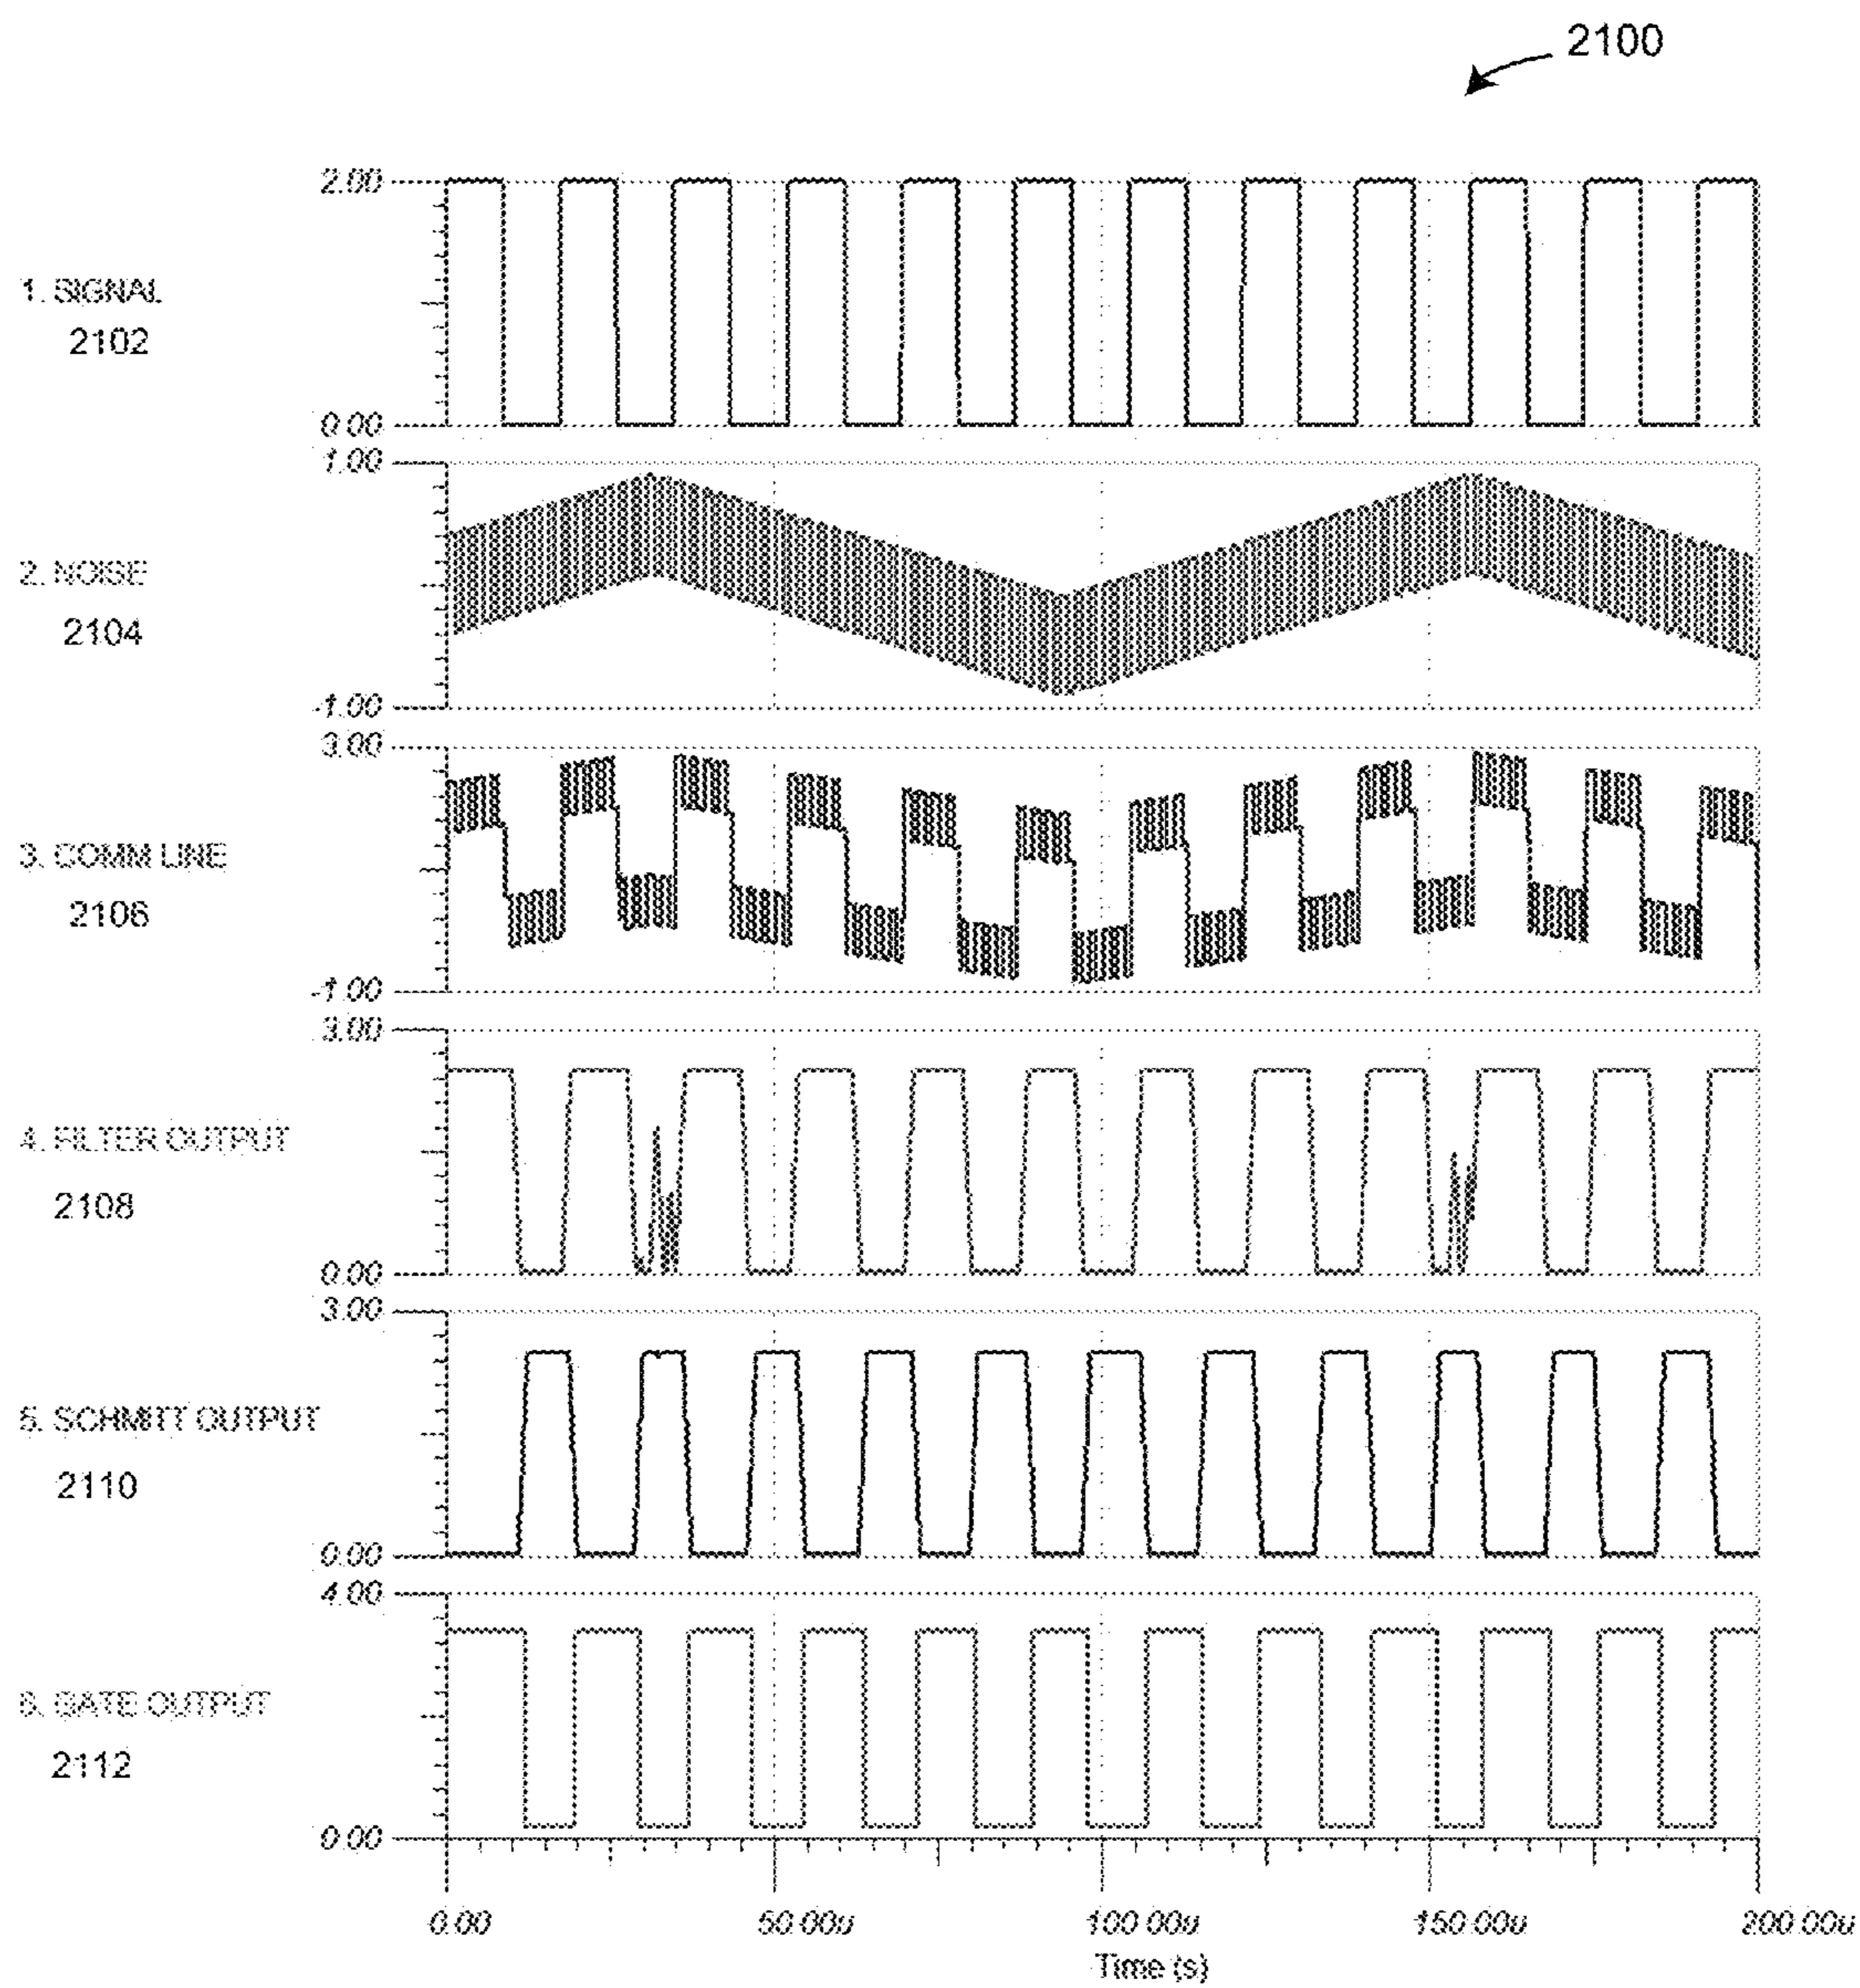 2100
2.00
1. SIGNAL
2102
0.00
1.00
2. NOISE
2104
-1.00
3.00
3. COMM LINE
2106
-1.00
3.00
4. FILTER OUTPUT
2108
0.00
3.00
5. SCHMITT OUTPUT
2110
0.00
4.00
6. GATE OUTPUT
2112
0.00
0.00 50.00u 100.00u 150.00u 200.00u
Time (s)